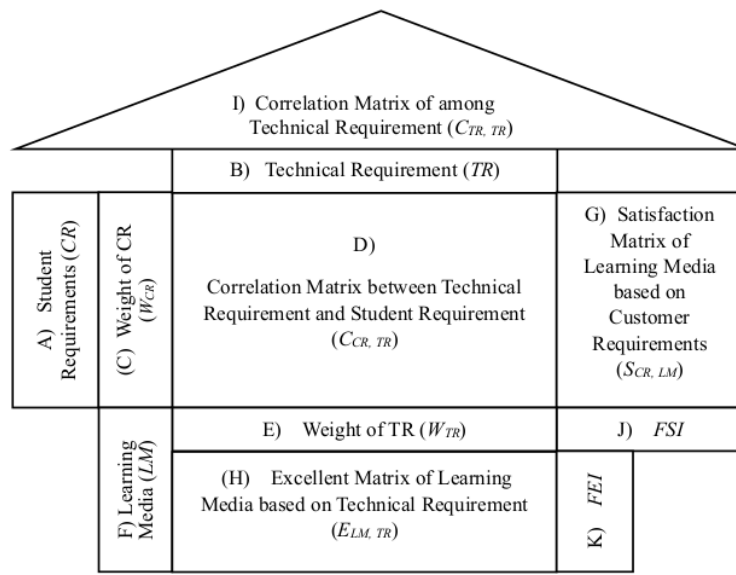 I) Correlation Matrix of among
Technical Requirement (CTR, TR)
B) Technical Requirement (TR)
A) Student
Requirements (CR)
(C) Weight of CR
(WCR)
D)
Correlation Matrix between Technical
Requirement and Student Requirement
(CCR, TR)
G) Satisfaction
Matrix of
Learning Media
based on
Customer
Requirements
(SCR, LM)
E) Weight of TR (WTR)
J) FSI
F) Learning
Media (LM)
(H) Excellent Matrix of Learning
Media based on Technical Requirement
(ELM, TR)
K) FEI